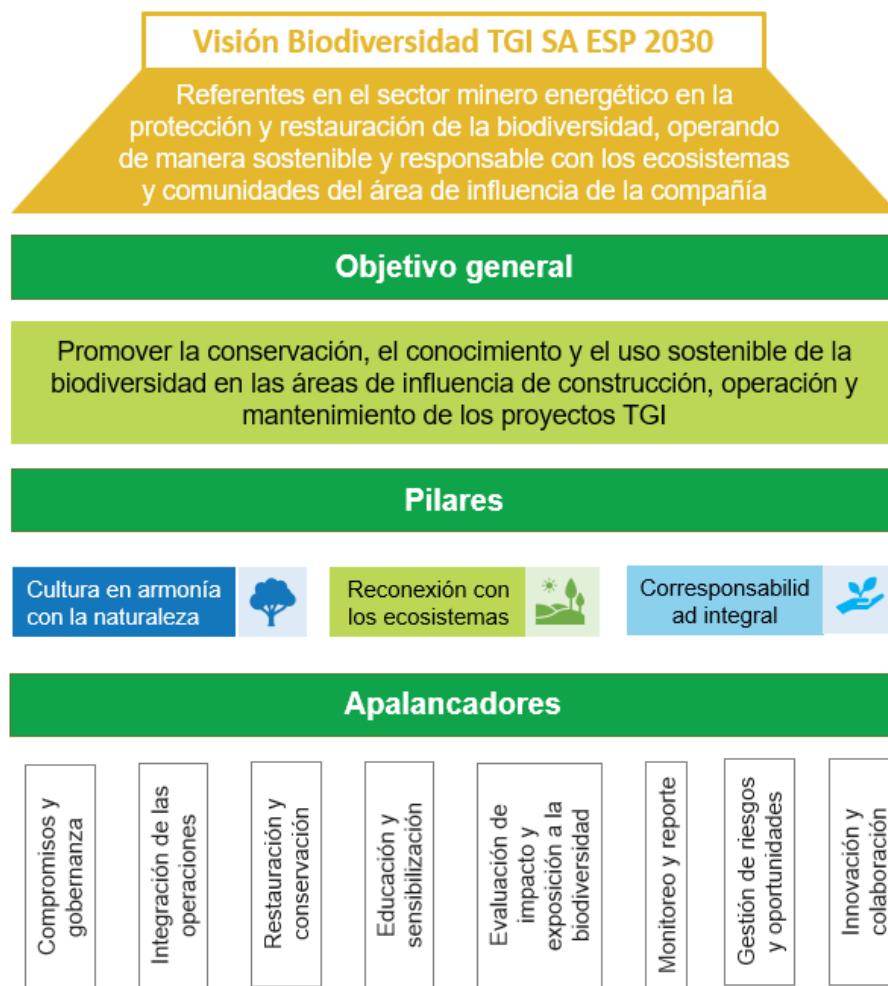 Visión Biodiversidad TGI SA ESP 2030
Referentes en el sector minero energético en la
protección y restauración de la biodiversidad, operando
de manera sostenible y responsable con los ecosistemas
y comunidades del área de influencia de la compañía
Objetivo general
Promover la conservación, el conocimiento y el uso sostenible de la
biodiversidad en las áreas de influencia de construcción, operación y
mantenimiento de los proyectos TGI
Pilares
Cultura en armonía
con la naturaleza
Reconexión con
los ecosistemas
Corresponsabilid
ad integral
Apalancadores
Compromisos y
gobernanza
Integración de las
operaciones
Restauración y
conservación
Educación y
sensibilización
Evaluación de
impacto y
exposición a la
biodiversidad
Monitoreo y reporte
Gestión de riesgos
y oportunidades
Innovación y
colaboración